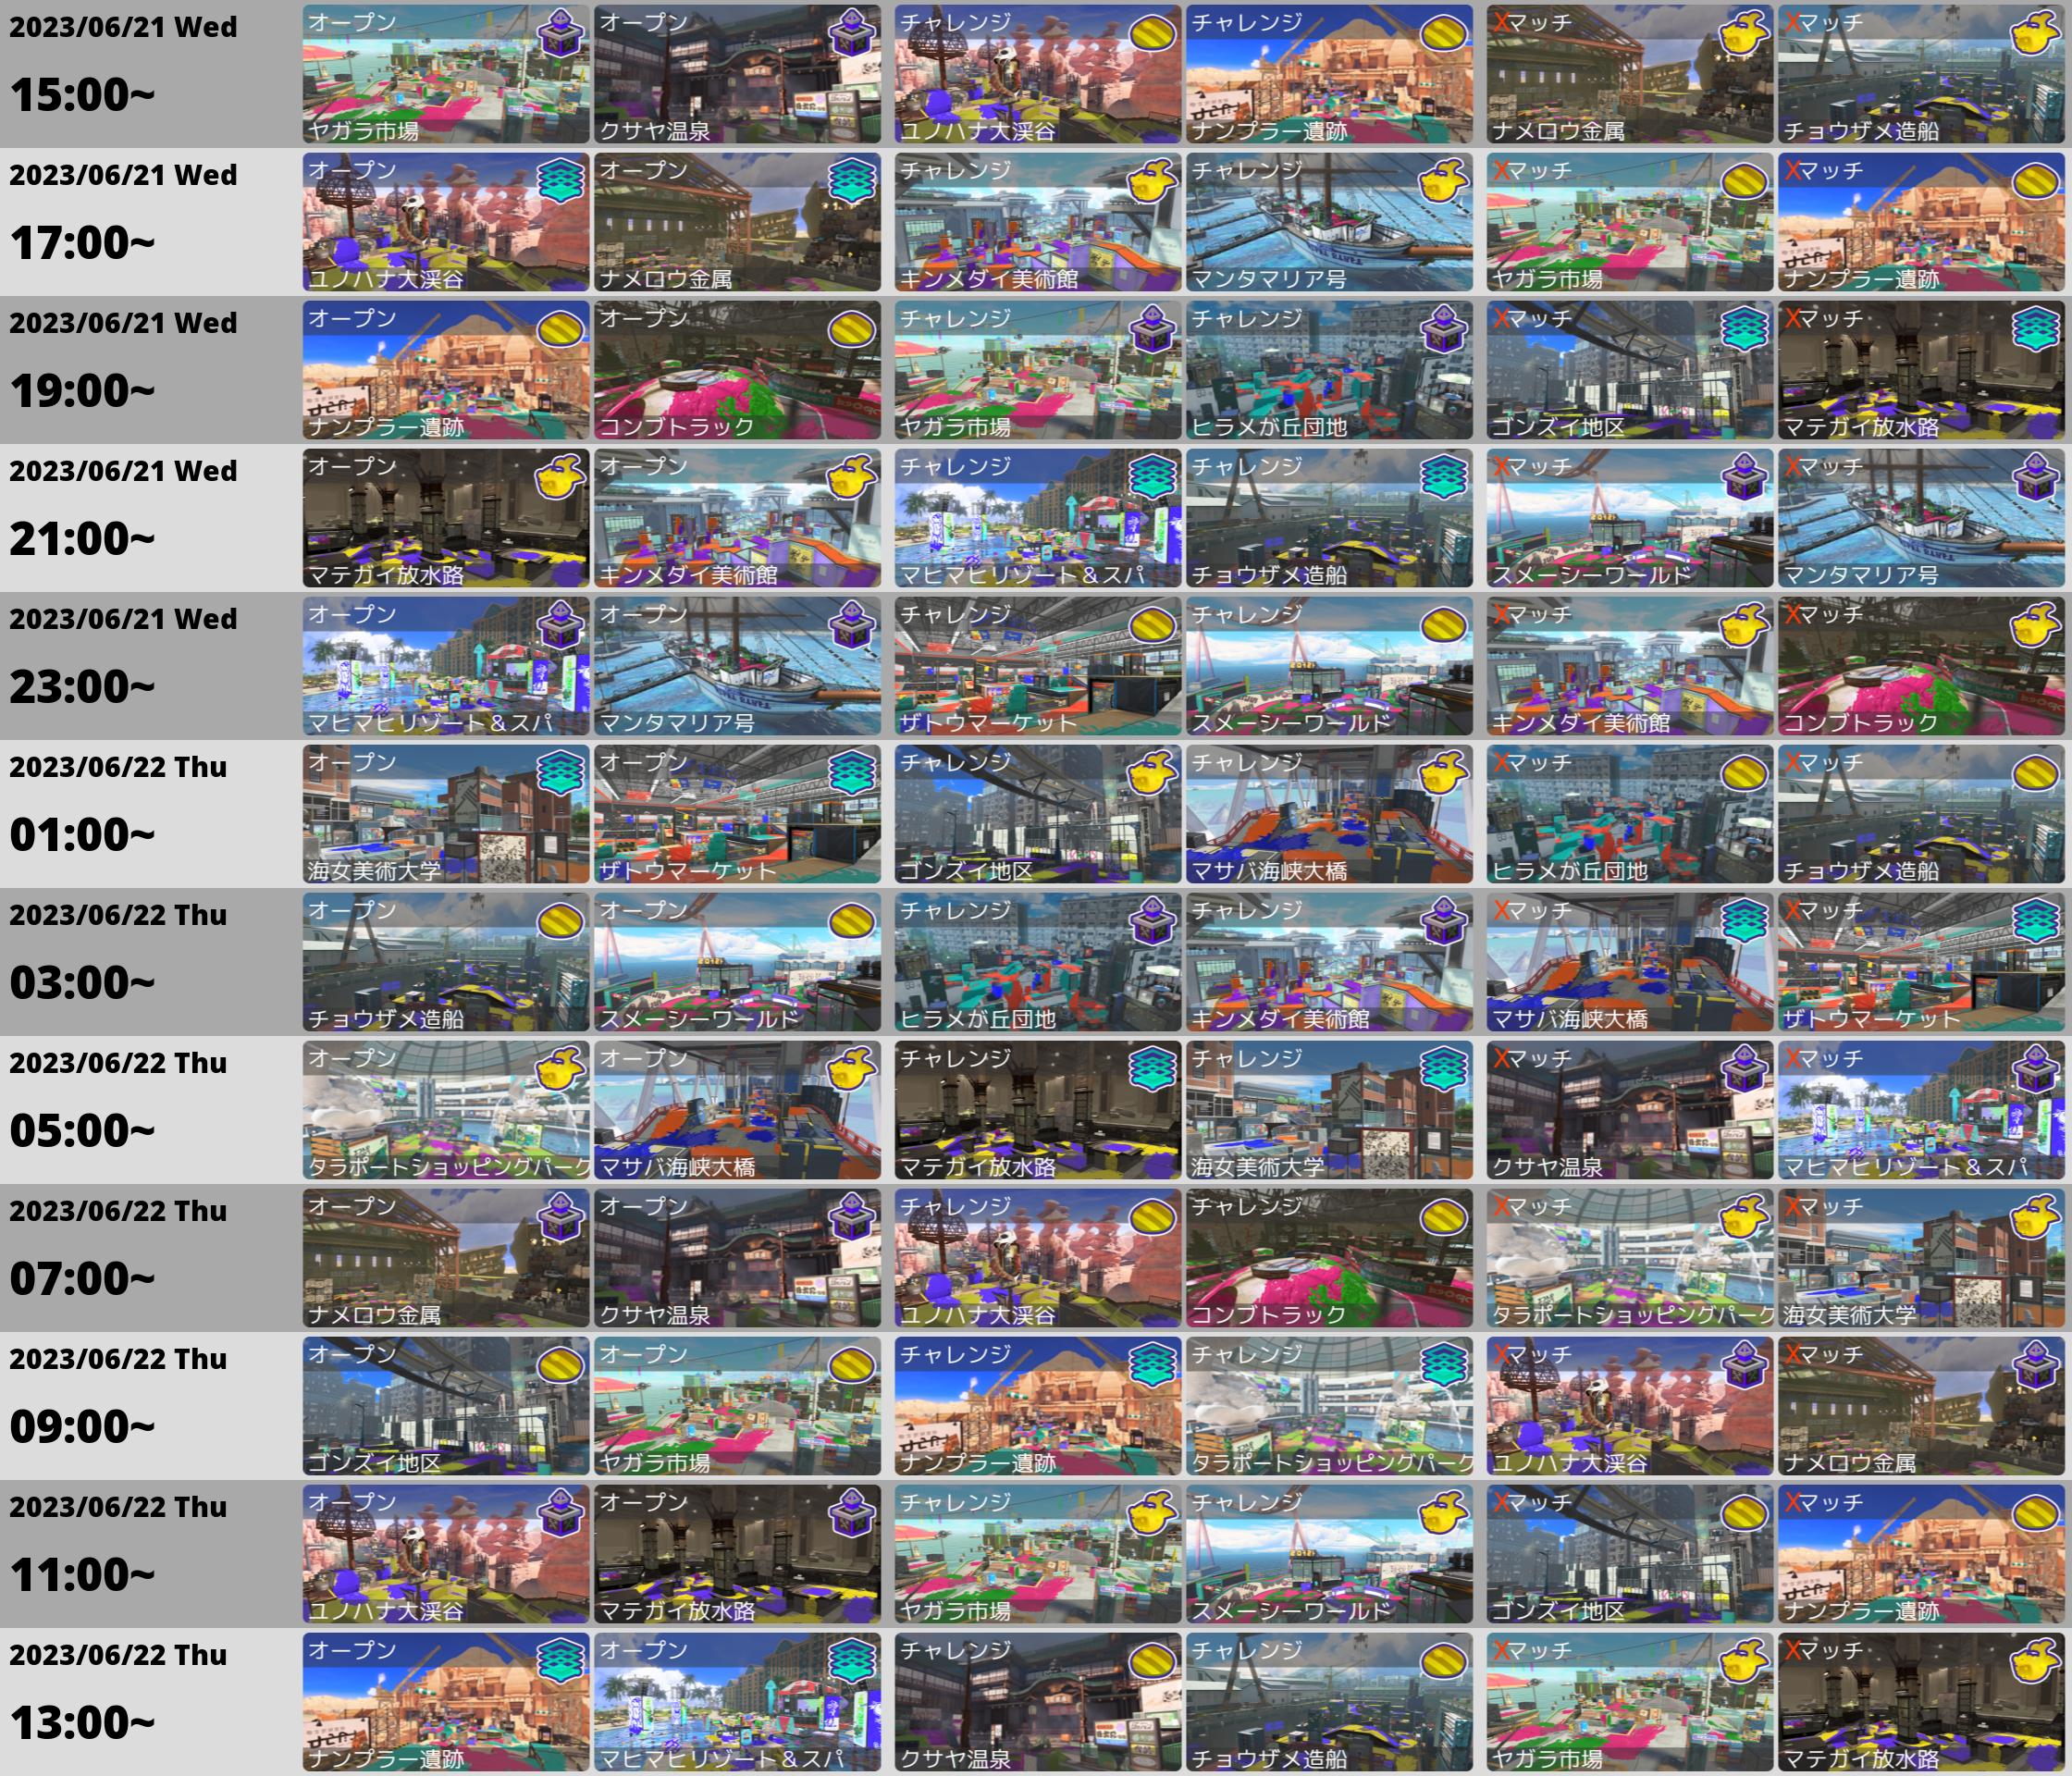 2023/06/21 Wed
15:00~
オープン
ヤガラ市場
オープン
クサヤ温泉
チャレンジ
ユノハナ大渓谷
チャレンジ
ナンプラー遺跡
Xマッチ
ナメロウ金属
Xマッチ
チョウザメ造船
2023/06/21 Wed
17:00~
オープン
ユノハナ大渓谷
オープン
ナメロウ金属
チャレンジ
キンメダイ美術館
チャレンジ
マンタマリア号
Xマッチ
ヤガラ市場
Xマッチ
ナンプラー遺跡
2023/06/21 Wed
19:00~
オープン
ナンプラー遺跡
オープン
コンブトラック
チャレンジ
ヤガラ市場
チャレンジ
ヒラメが丘団地
Xマッチ
ゴンズイ地区
Xマッチ
マテガイ放水路
2023/06/21 Wed
21:00~
オープン
マテガイ放水路
オープン
キンメダイ美術館
チャレンジ
マヒマヒリゾート＆スパ
チャレンジ
チョウザメ造船
Xマッチ
スメーシーワールド
Xマッチ
マンタマリア号
2023/06/21 Wed
23:00~
オープン
マヒマヒリゾート＆スパ
オープン
マンタマリア号
チャレンジ
ザトウマーケット
チャレンジ
スメーシーワールド
Xマッチ
キンメダイ美術館
Xマッチ
コンブトラック
2023/06/22 Thu
01:00~
オープン
海女美術大学
オープン
ザトウマーケット
チャレンジ
ゴンズイ地区
チャレンジ
マサバ海峡大橋
Xマッチ
ヒラメが丘団地
Xマッチ
チョウザメ造船
2023/06/22 Thu
03:00~
オープン
チョウザメ造船
オープン
スメーシーワールド
チャレンジ
ヒラメが丘団地
チャレンジ
キンメダイ美術館
Xマッチ
マサバ海峡大橋
Xマッチ
ザトウマーケット
2023/06/22 Thu
05:00~
オープン
タラポートショッピングパーク
オープン
マサバ海峡大橋
チャレンジ
マテガイ放水路
チャレンジ
海女美術大学
Xマッチ
クサヤ温泉
Xマッチ
マヒマヒリゾート＆スパ
2023/06/22 Thu
07:00~
オープン
ナメロウ金属
オープン
クサヤ温泉
チャレンジ
ユノハナ大渓谷
チャレンジ
コンブトラック
Xマッチ
タラポートショッピングパーク
Xマッチ
海女美術大学
2023/06/22 Thu
09:00~
オープン
ゴンズイ地区
オープン
ヤガラ市場
チャレンジ
ナンプラー遺跡
チャレンジ
タラポートショッピングパーク
Xマッチ
ユノハナ大渓谷
Xマッチ
ナメロウ金属
2023/06/22 Thu
11:00~
オープン
ユノハナ大渓谷
オープン
マテガイ放水路
チャレンジ
ヤガラ市場
チャレンジ
スメーシーワールド
Xマッチ
ゴンズイ地区
Xマッチ
ナンプラー遺跡
2023/06/22 Thu
13:00~
オープン
ナンプラー遺跡
オープン
マヒマヒリゾート＆スパ
チャレンジ
クサヤ温泉
チャレンジ
チョウザメ造船
Xマッチ
ヤガラ市場
Xマッチ
マテガイ放水路